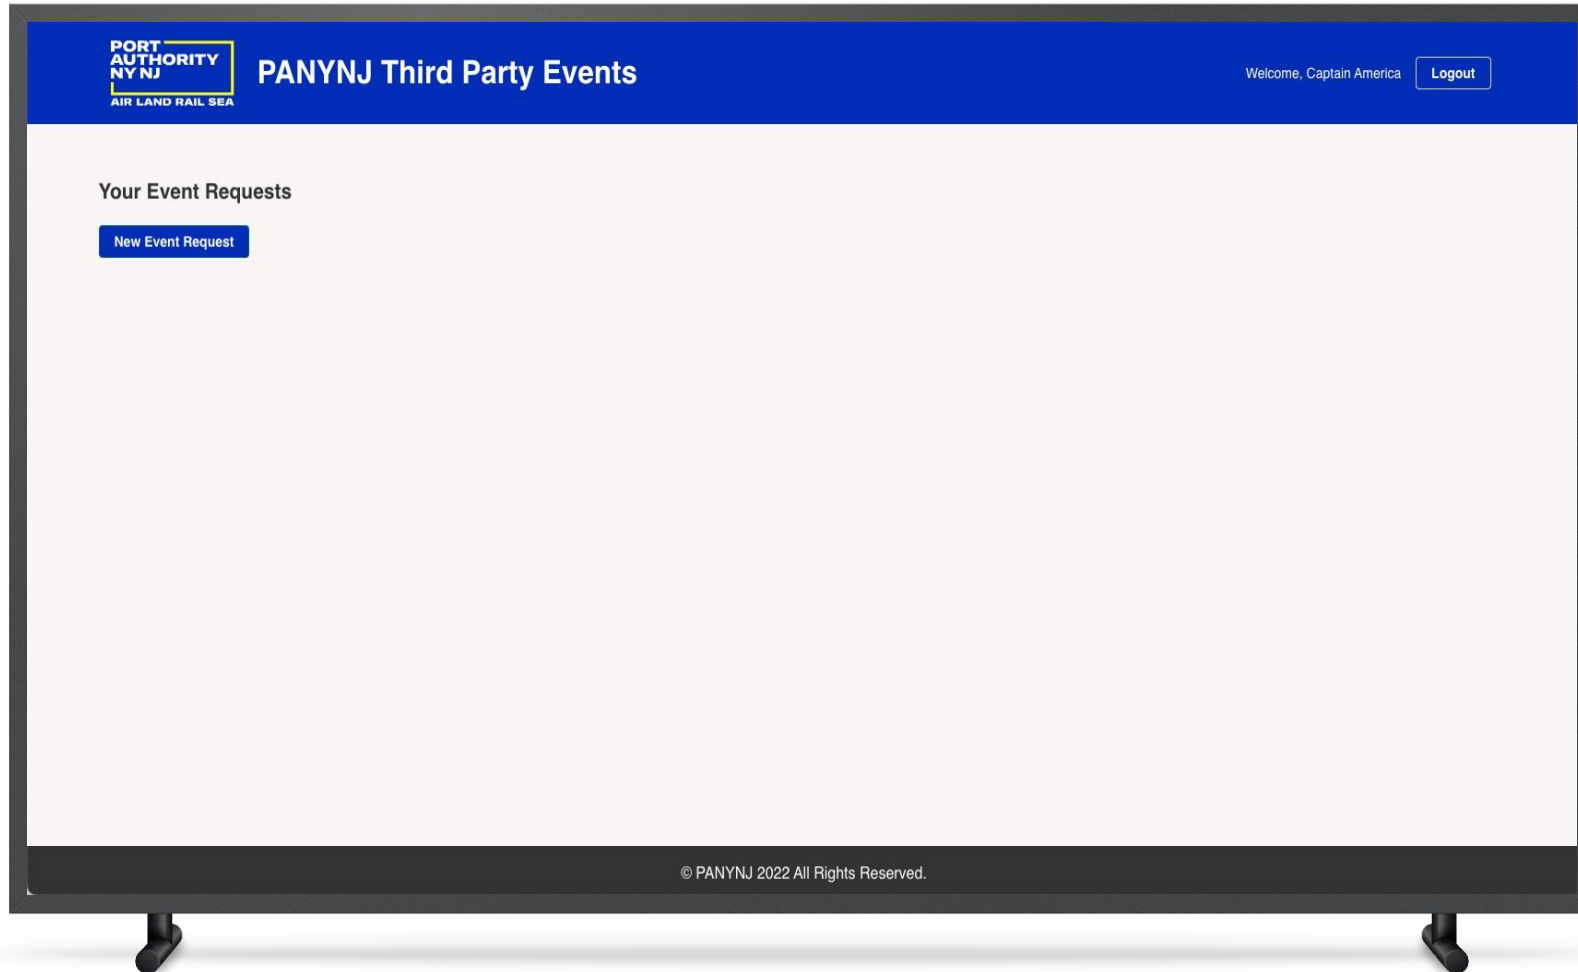 PORT
AUTHORITY
NY NJ
AIR LAND RAIL SEA
PANYNJ Third Party Events
Welcome, Captain America
Logout
Your Event Requests
New Event Request
© PANYNJ 2022 All Rights Reserved.